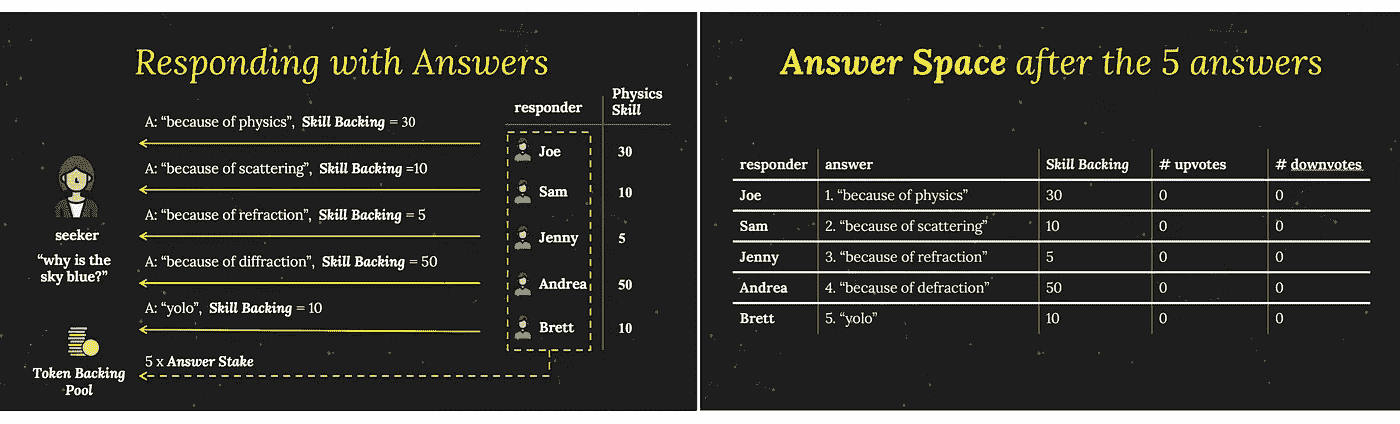 Responding with Answers
responder
Physics
Skill
A: “because of physics”, Skill Backing = 30
Joe
30
A: “because of scattering”, Skill Backing =10
Sam
10
A: “because of refraction”, Skill Backing = 5
Jenny
5
seeker
“why is the
sky blue?”
A: “because of diffraction”, Skill Backing = 50
Andrea
50
A: “yolo”, Skill Backing = 10
Brett
10
5 x Answer Stake
Token Backing
Pool
Answer Space after the 5 answers
responder answer Skill Backing # upvotes # downvotes
Joe 1. “because of physics” 30 0 0
Sam 2. “because of scattering” 10 0 0
Jenny 3. “because of refraction” 5 0 0
Andrea 4. “because of defraction” 50 0 0
Brett 5. “yolo” 10 0 0